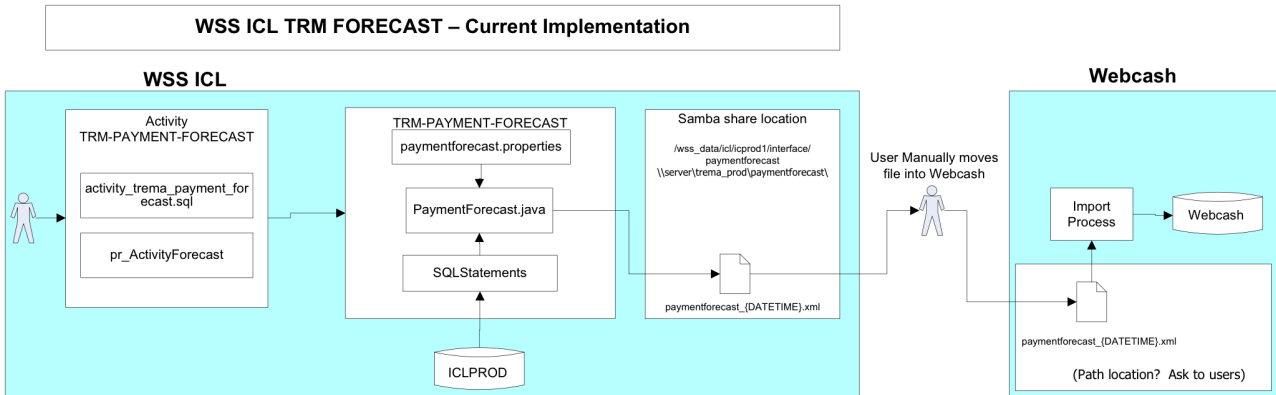 WSS ICL TRM FORECAST – Current Implementation
WSS ICL
Webcash
Activity
TRM-PAYMENT-FORECAST
activity_trema_payment_for
ecast.sql
pr_ActivityForecast
TRM-PAYMENT-FORECAST
paymentforecast.properties
PaymentForecast.java
SQLStatements
ICLPROD
Samba share location
/wss_data/icl/icprod1/interface/
paymentforecast
\\server\trema_prod\paymentforecast\
paymentforecast_{DATETIME}.xml
User Manually moves
file into Webcash
Import
Process
Webcash
paymentforecast_{DATETIME}.xml
(Path location? Ask to users)